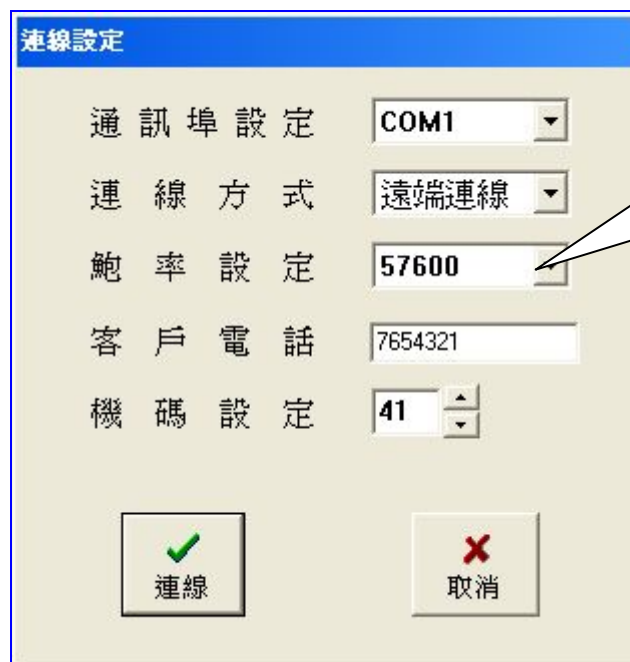 連線設定
通訊埠設定 COM1
連線方式 遠端連線
鮑率設定 57600
客戶電話 7654321
機碼設定 41
連線 取消